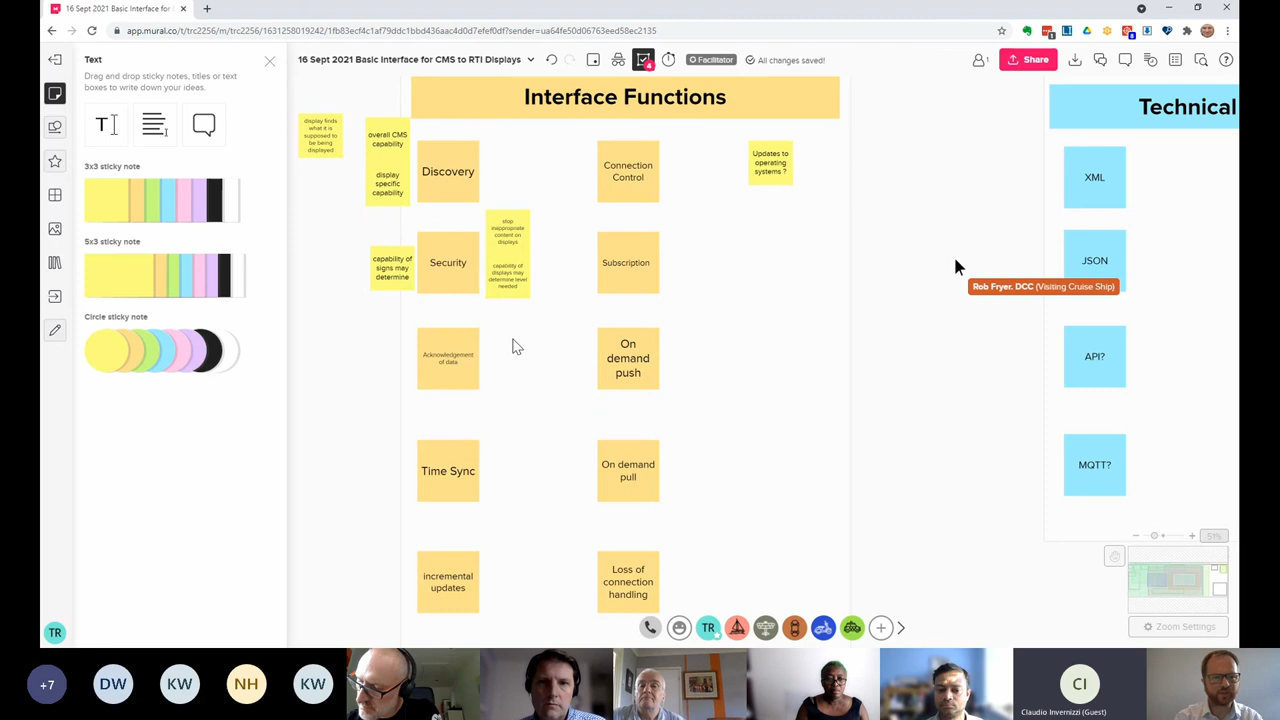 16 Sept 2021 Basic Interface for C
app.mural.co/t/trc2256/m/trc2256/1631258019242/1fb83ecf4c1af79ddc1bbd536aac4d0d7efef0df?sender=ua64fe50d06763eed58ec2135
16 Sept 2021 Basic Interface for CMS to RTI Displays
4
Facilitator
All changes saved!
1
Share
Text
Drag and drop sticky notes, titles or text
boxes to write down your ideas.
T
3x3 sticky note
5x3 sticky note
Circle sticky note
TR
Interface Functions
display finds
what it is
supposed to
be being
displayed
overall CMS
capability
display
specific
capability
Discovery
Connection
Control
Updates to
operating
systems ?
capability of
signs may
determine
Security
stop
inappropriate
content on
displays
capability of
displays may
determine level
needed
Subscription
Acknowledgement
of data
On
demand
push
Time Sync
On demand
pull
incremental
updates
Loss of
connection
handling
Technical
XML
JSON
Rob Fryer. DCC (Visiting Cruise Ship)
API?
MQTT?
51%
Zoom Settings
TR
+7
DW
KW
NH
KW
CI
Claudio Invernizzi (Guest)